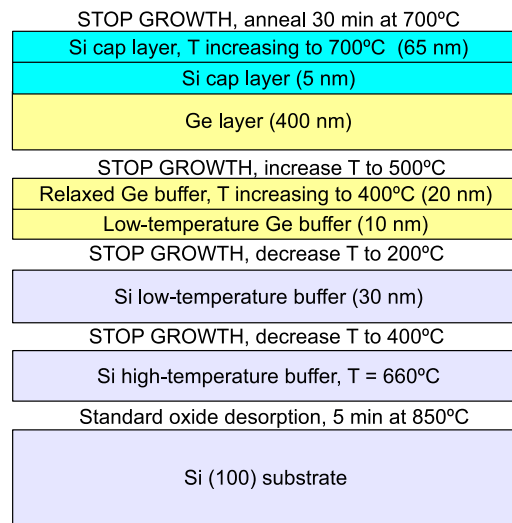 STOP GROWTH, anneal 30 min at 700ºC
Si cap layer, T increasing to 700ºC (65 nm)
Si cap layer (5 nm)
Ge layer (400 nm)
STOP GROWTH, increase T to 500ºC
Relaxed Ge buffer, T increasing to 400ºC (20 nm)
Low-temperature Ge buffer (10 nm)
STOP GROWTH, decrease T to 200ºC
Si low-temperature buffer (30 nm)
STOP GROWTH, decrease T to 400ºC
Si high-temperature buffer, T = 660ºC
Standard oxide desorption, 5 min at 850ºC
Si (100) substrate